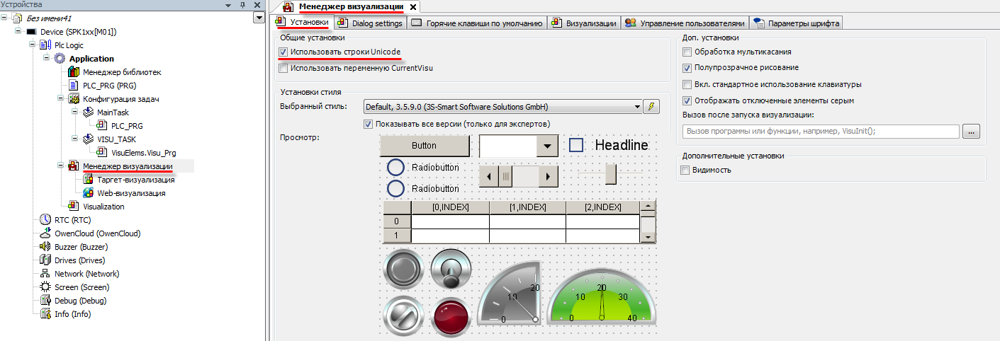 Устройства
Без имени41
Device (SPK1xx[M01])
Plc Logic
Application
Менеджер библиотек
PLC_PRG (PRG)
Конфигурация задач
MainTask
PLC_PRG
VISU_TASK
VisuElems.Visu_Prg
Менеджер визуализации
Таргет-визуализация
Web-визуализация
Visualization
RTC (RTC)
OwenCloud (OwenCloud)
Buzzer (Buzzer)
Drives (Drives)
Network (Network)
Screen (Screen)
Debug (Debug)
Info (Info)
Менеджер визуализации
Установки Dialog settings Горячие клавиши по умолчанию Визуализации Управление пользователями Параметры шрифта
Общие установки
Использовать строки Unicode
Использовать переменную CurrentVisu
Установки стиля
Выбранный стиль: Default, 3.5.9.0 (3S-Smart Software Solutions GmbH)
Показывать все версии (только для экспертов)
Просмотр:
Button Headline
Radiobutton
Radiobutton
[0,INDEX] [1,INDEX] [2,INDEX]
0
1
0 10 20
0 10 20 30 40
Доп. установки
Обработка мультикасания
Полупрозрачное рисование
Вкл. стандартное использование клавиатуры
Отображать отключенные элементы серым
Вызов после запуска визуализации:
Вызов программы или функции, например, VisuInit(); ...
Дополнительные установки
Видимость